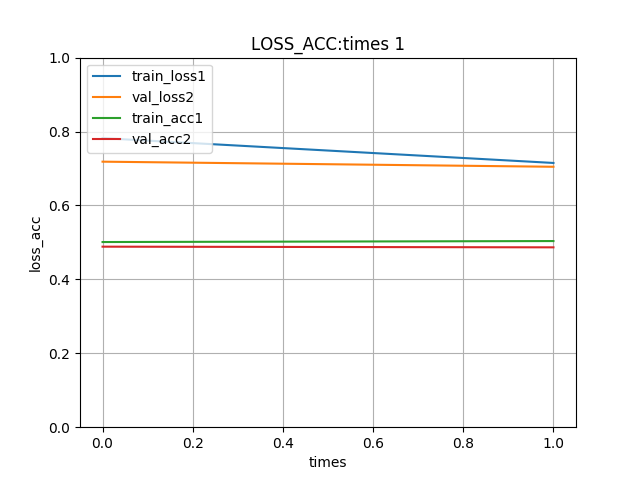 LOSS_ACC:times 1
1.0
train_loss1
val_loss2
train_acc1
val_acc2
0.8
0.6
loss_acc
0.4
0.2
0.0
0.0 0.2 0.4 0.6 0.8 1.0
times